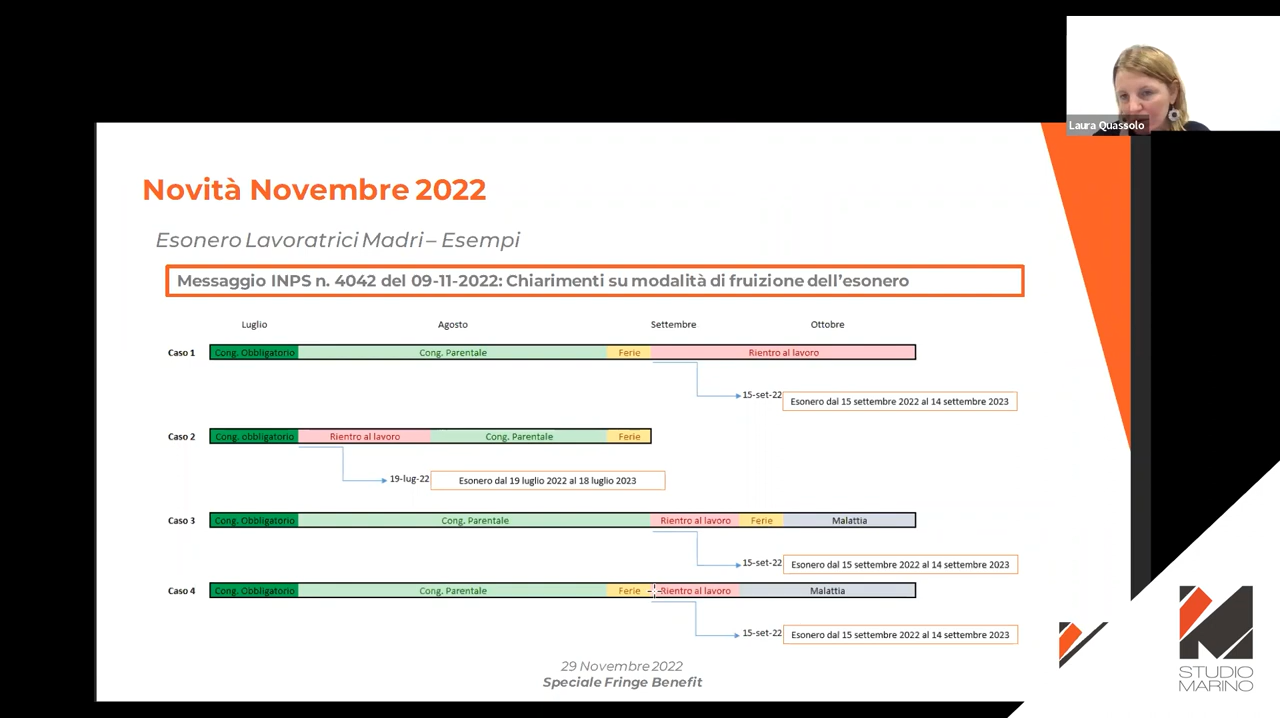 Laura Quassolo
Novità Novembre 2022
Esonero Lavoratrici Madri – Esempi
Messaggio INPS n. 4042 del 09-11-2022: Chiarimenti su modalità di fruizione dell'esonero
Luglio Agosto Settembre Ottobre
Caso 1 Cong. Obbligatorio Cong. Parentale Ferie Rientro al lavoro
15-set-22 Esonero dal 15 settembre 2022 al 14 settembre 2023
Caso 2 Cong. obbligatorio Rientro al lavoro Cong. Parentale Ferie
19-lug-22 Esonero dal 19 luglio 2022 al 18 luglio 2023
Caso 3 Cong. Obbligatorio Cong. Parentale Rientro al lavoro Ferie Malattia
15-set-22 Esonero dal 15 settembre 2022 al 14 settembre 2023
Caso 4 Cong. Obbligatorio Cong. Parentale Ferie Rientro al lavoro Malattia
15-set-22 Esonero dal 15 settembre 2022 al 14 settembre 2023
29 Novembre 2022
Speciale Fringe Benefit
STUDIO
MARINO